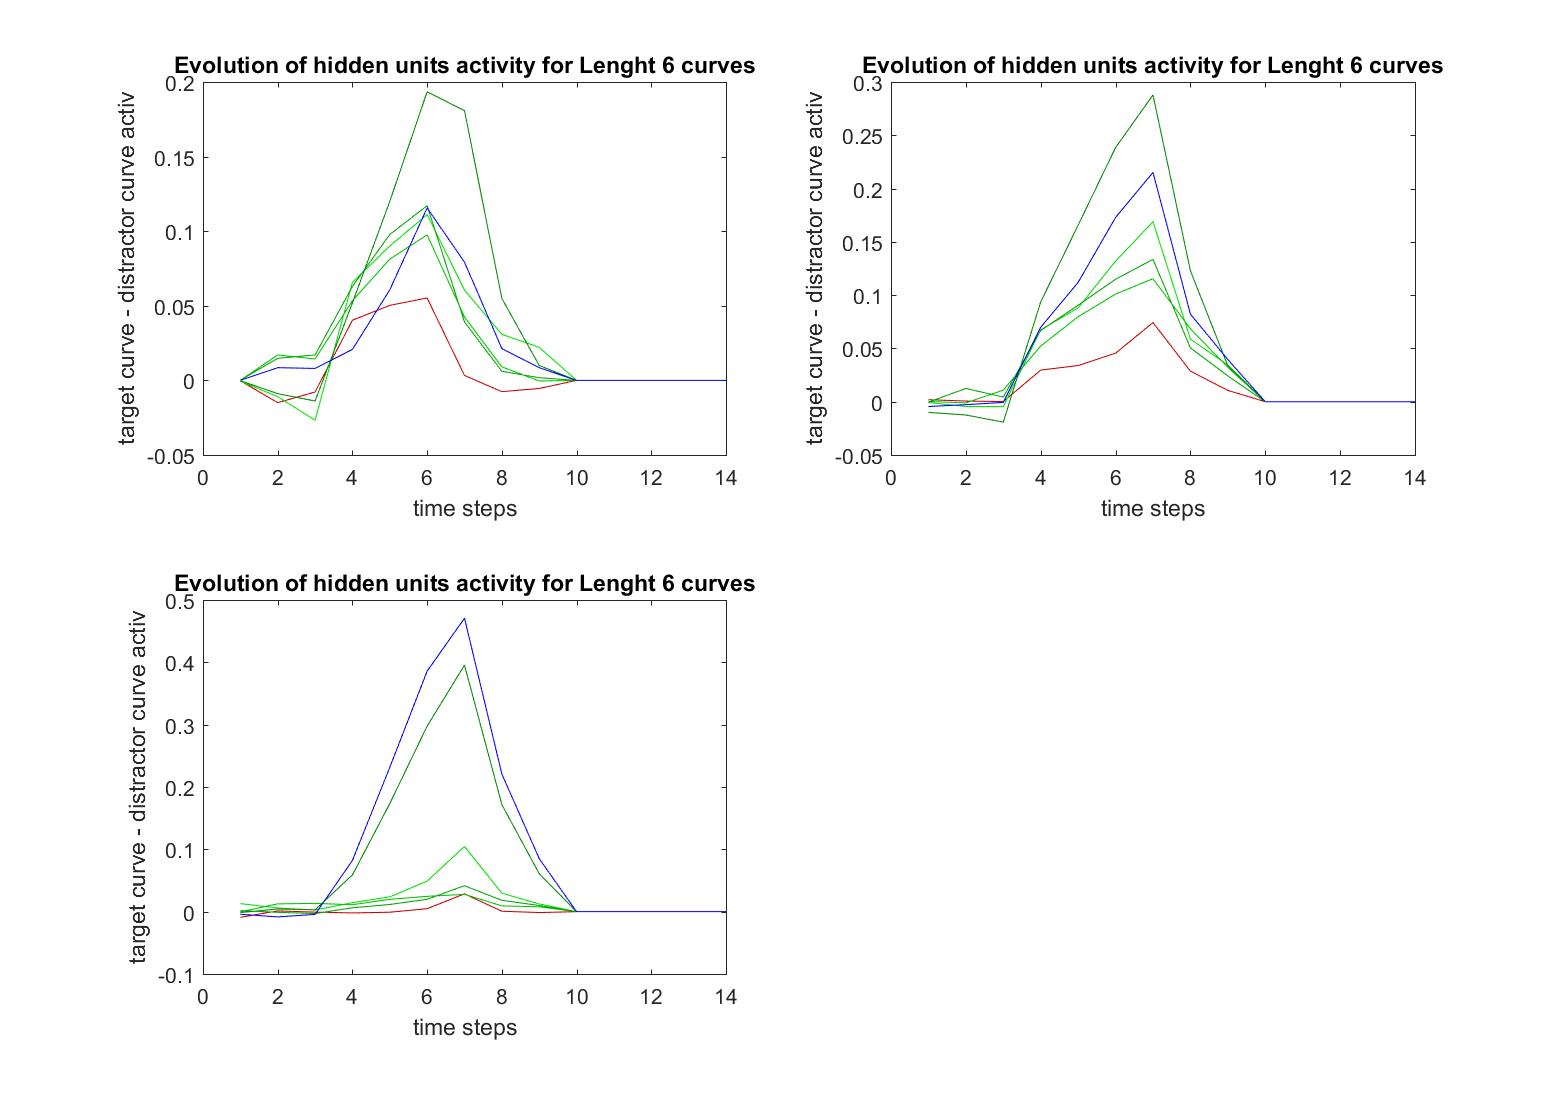 Evolution of hidden units activity for Lenght 6 curves
target curve - distractor curve activ
0.2
0.15
0.1
0.05
0
-0.05
0 2 4 6 8 10 12 14
time steps
Evolution of hidden units activity for Lenght 6 curves
target curve - distractor curve activ
0.3
0.25
0.2
0.15
0.1
0.05
0
-0.05
0 2 4 6 8 10 12 14
time steps
Evolution of hidden units activity for Lenght 6 curves
target curve - distractor curve activ
0.5
0.4
0.3
0.2
0.1
0
-0.1
0 2 4 6 8 10 12 14
time steps